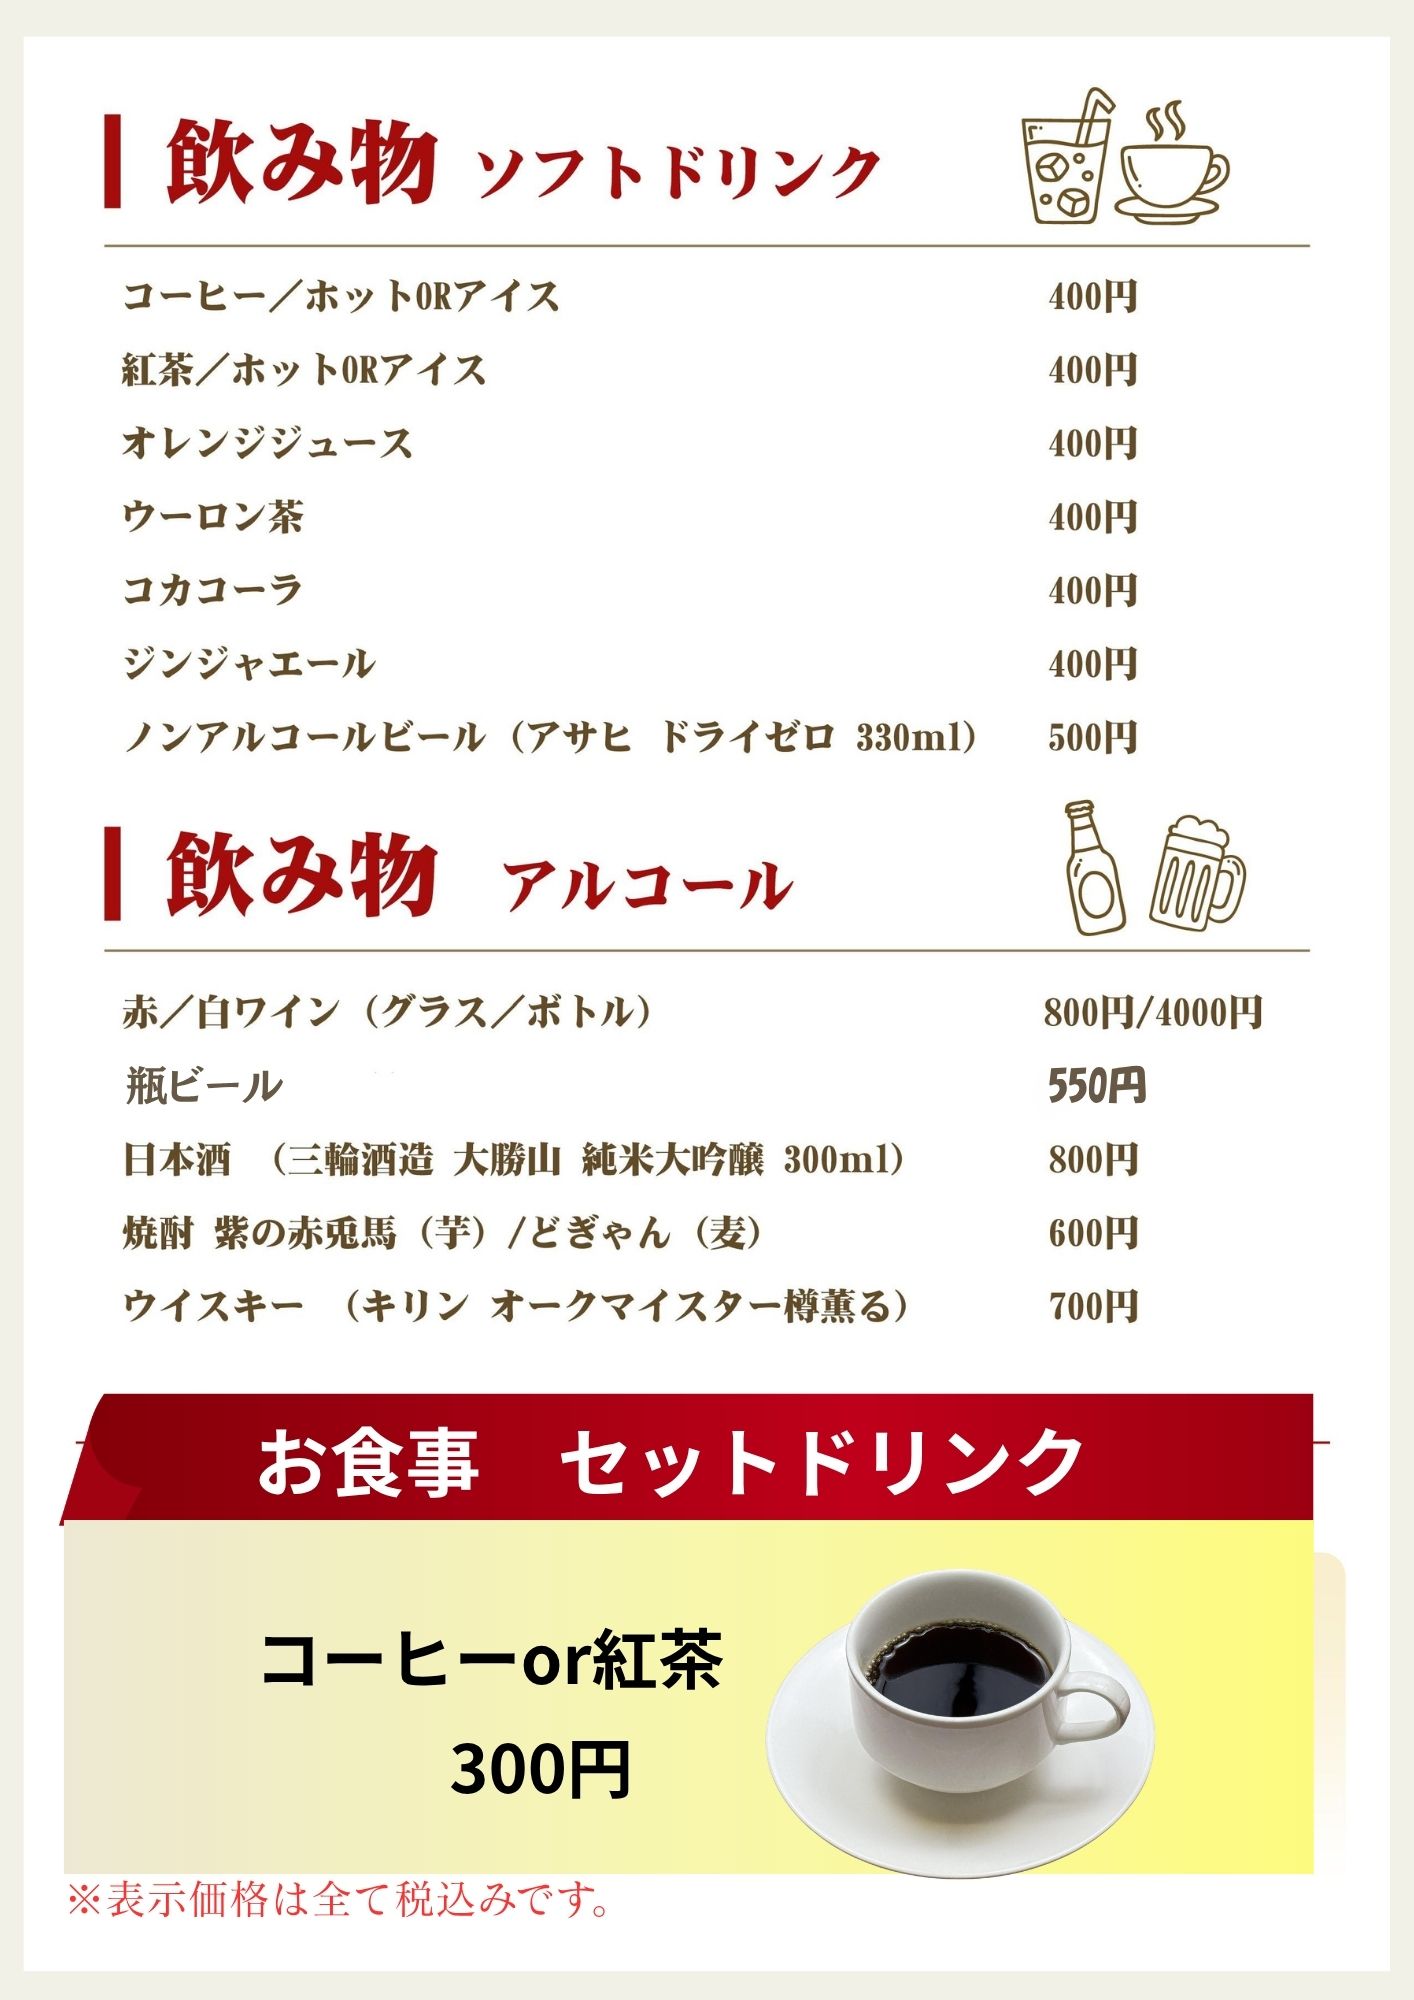 飲み物 ソフトドリンク
コーヒー／ホットORアイス 400円
紅茶／ホットORアイス 400円
オレンジジュース 400円
ウーロン茶 400円
コカコーラ 400円
ジンジャエール 400円
ノンアルコールビール（アサヒ ドライゼロ 330ml） 500円
飲み物 アルコール
赤／白ワイン（グラス／ボトル） 800円/4000円
瓶ビール 550円
日本酒 （三輪酒造 大勝山 純米大吟醸 300ml） 800円
焼酎 紫の赤兎馬（芋）/どぎゃん（麦） 600円
ウイスキー （キリン オークマイスター樽薫る） 700円
お食事 セットドリンク
コーヒーor紅茶
300円
※表示価格は全て税込みです。